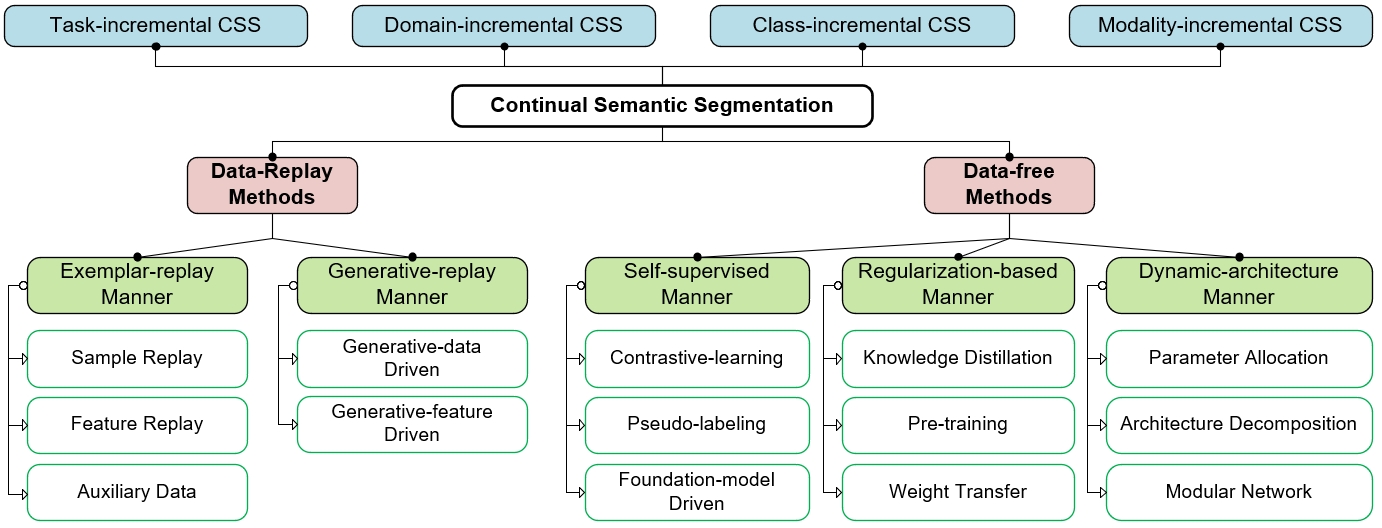 Task-incremental CSS
Domain-incremental CSS
Class-incremental CSS
Modality-incremental CSS
Continual Semantic Segmentation
Data-Replay
Methods
Data-free
Methods
Exemplar-replay
Manner
Generative-replay
Manner
Self-supervised
Manner
Regularization-based
Manner
Dynamic-architecture
Manner
Sample Replay
Feature Replay
Auxiliary Data
Generative-data
Driven
Generative-feature
Driven
Contrastive-learning
Pseudo-labeling
Foundation-model
Driven
Knowledge Distillation
Pre-training
Weight Transfer
Parameter Allocation
Architecture Decomposition
Modular Network